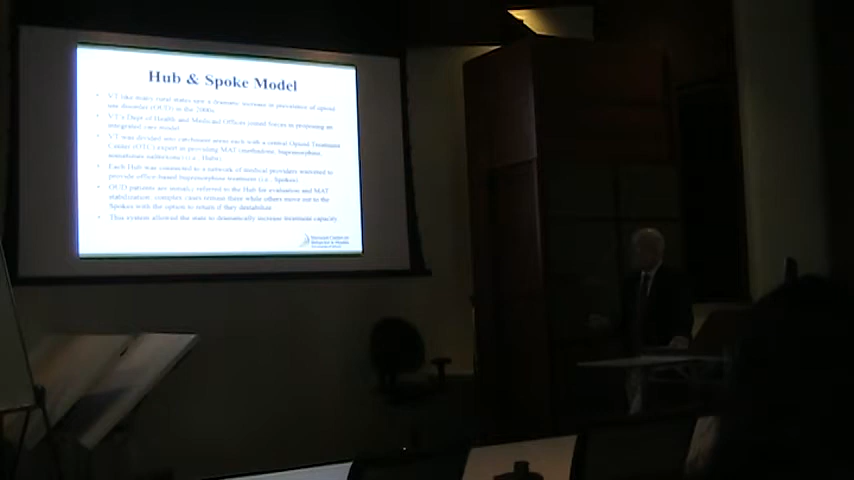 Hub & Spoke Model
• VT like many rural states saw a dramatic increase in prevalence of opioid
use disorder (OUD) in the 2000s.
• VT's Dept of Health and Medicaid Offices joined forces in proposing an
integrated care model
• VT was divided into catchment areas each with a central Opioid Treatment
Center (OTC) expert in providing MAT (methadone, buprenorphine,
naltrexone) (i.e., Hubs)
• Each Hub was connected to a network of medical providers waivered to
provide office based buprenorphine treatment (i.e., Spokes)
• OUD patients are initially referred to the Hub for evaluation and MAT
stabilization; complex cases remain there while others move out to the
Spokes with the option to return if they destabilize
• This system allowed the state to dramatically increase treatment capacity
Vermont Center on
Behavior & Health